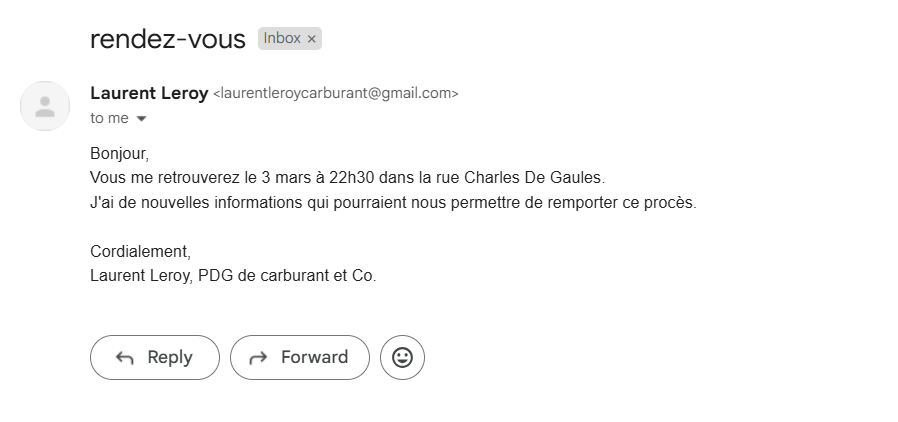 rendez-vous Inbox ×
Laurent Leroy <laurentleroycarburant@gmail.com>
to me
Bonjour,
Vous me retrouverez le 3 mars à 22h30 dans la rue Charles De Gaules.
J'ai de nouvelles informations qui pourraient nous permettre de remporter ce procès.
Cordialement,
Laurent Leroy, PDG de carburant et Co.
Reply Forward